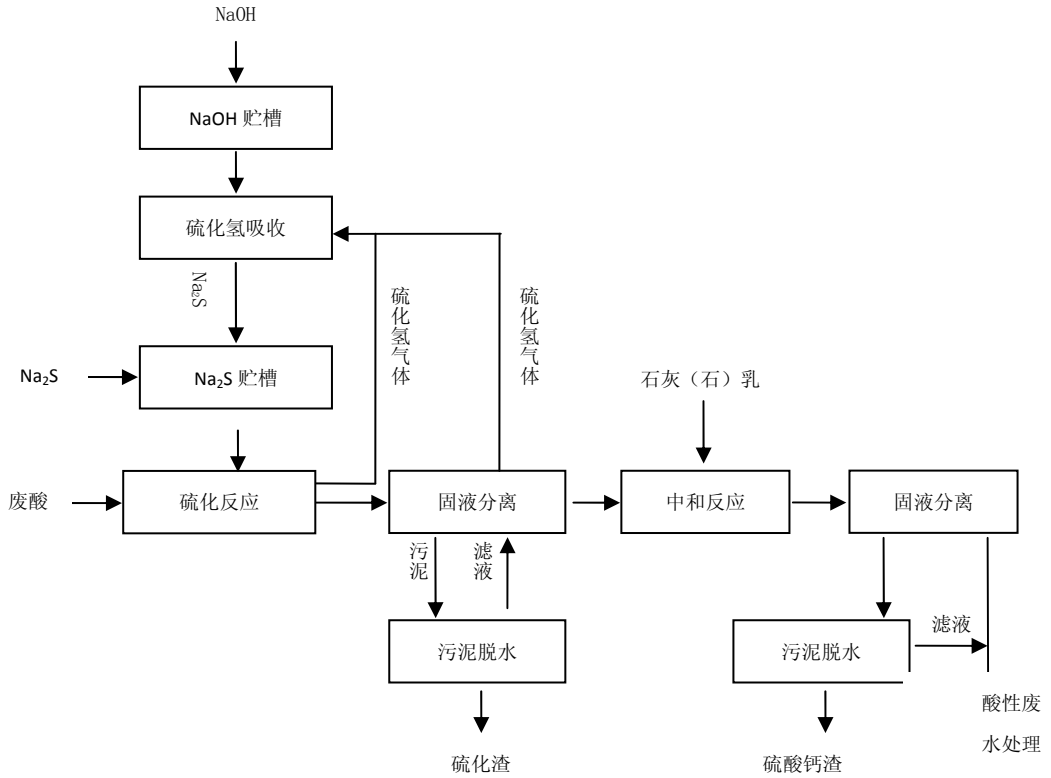 NaOH
NaOH 贮槽
硫化氢吸收
Na₂S
硫化氢气体
硫化氢气体
Na₂S
Na₂S 贮槽
石灰（石）乳
废酸
硫化反应
固液分离
中和反应
固液分离
污泥
滤液
污泥脱水
污泥脱水
滤液
酸性废
水处理
硫化渣
硫酸钙渣